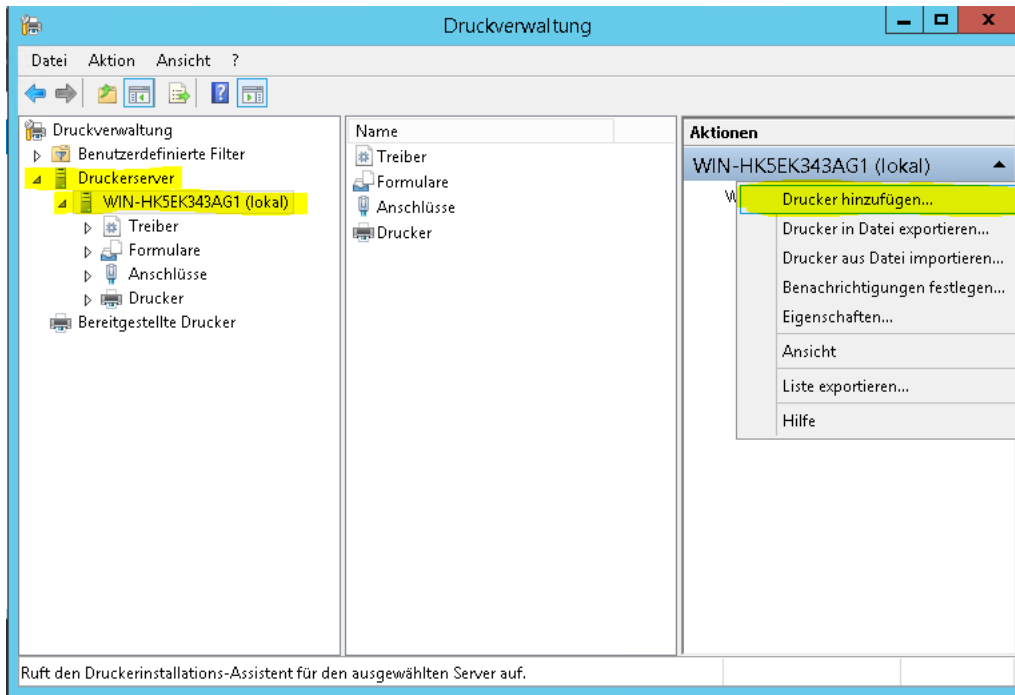 Druckverwaltung
Datei Aktion Ansicht ?
Druckverwaltung
Benutzerdefinierte Filter
Druckerserver
WIN-HK5EK343AG1 (lokal)
Treiber
Formulare
Anschlüsse
Drucker
Bereitgestellte Drucker
Name
Treiber
Formulare
Anschlüsse
Drucker
Aktionen
WIN-HK5EK343AG1 (lokal)
Drucker hinzufügen...
Drucker in Datei exportieren...
Drucker aus Datei importieren...
Benachrichtigungen festlegen...
Eigenschaften...
Ansicht
Liste exportieren...
Hilfe
Ruft den Druckerinstallations-Assistent für den ausgewählten Server auf.